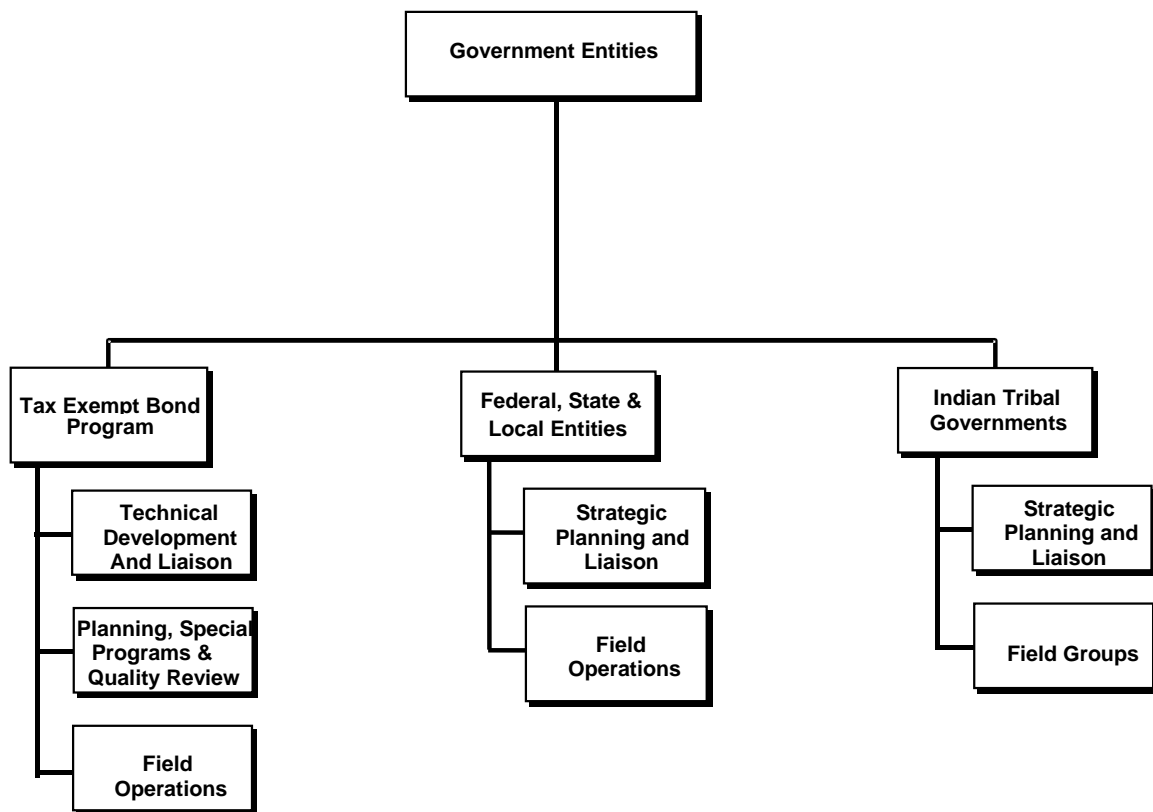 Government Entities
Tax Exempt Bond
Program
Federal, State &
Local Entities
Indian Tribal
Governments
Technical
Development
And Liaison
Strategic
Planning and
Liaison
Strategic
Planning and
Liaison
Planning, Special
Programs &
Quality Review
Field
Operations
Field Groups
Field
Operations